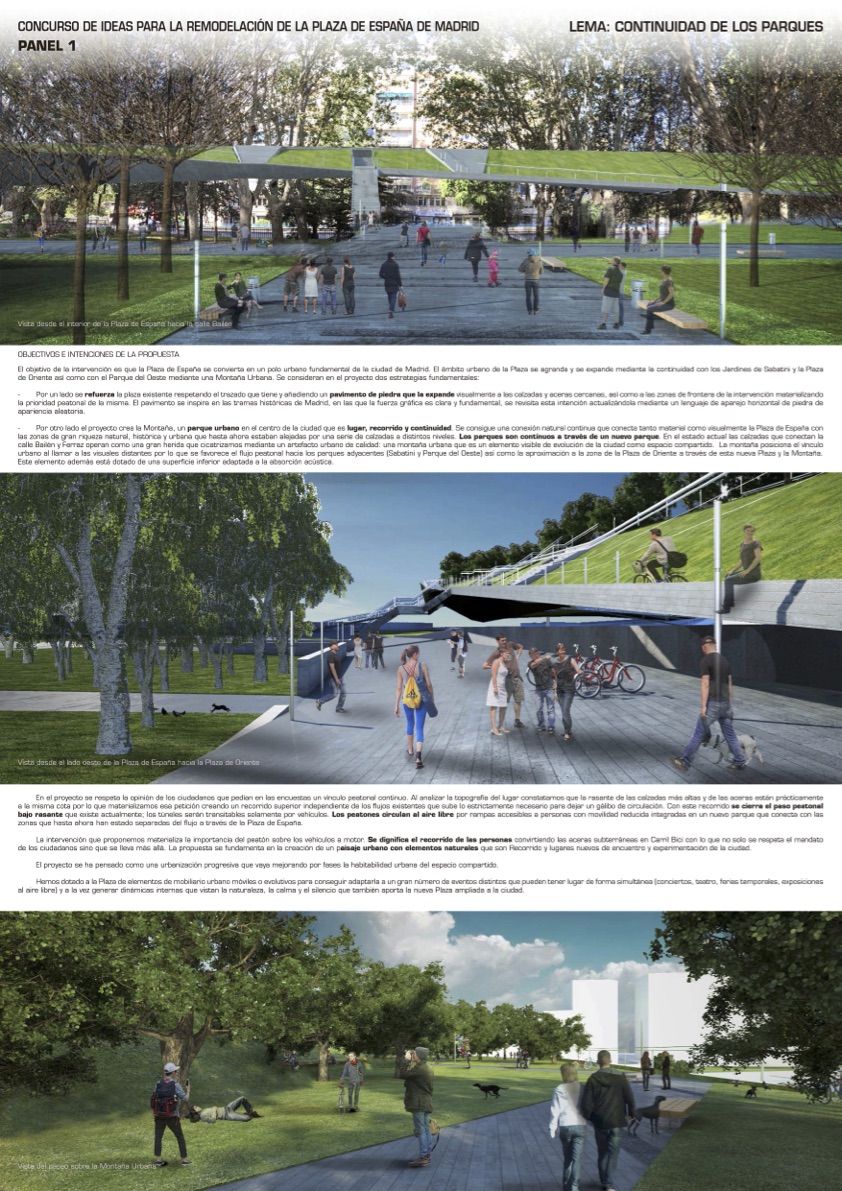 CONCURSO DE IDEAS PARA LA REMODELACIÓN DE LA PLAZA DE ESPAÑA DE MADRID
LEMA: CONTINUIDAD DE LOS PARQUES
PANEL 1
Vista desde el interior de la Plaza de España hacia la calle Bailén
OBJECTIVOS E INTENCIONES DE LA PROPUESTA
El objetivo de la intervención es que la Plaza de España se convierta en un polo urbano fundamental de la ciudad de Madrid. El ámbito urbano de la Plaza se agranda y se expande mediante la continuidad con los Jardines de Sabatini y la Plaza
de Oriente así como con el Parque del Oeste mediante una Montaña Urbana. Se consideran en el proyecto dos estrategias fundamentales:
- Por un lado se refuerza la plaza existente respetando el trazado que tiene y añadiendo un pavimento de piedra que la expande visualmente a las calzadas y aceras cercanas, así como a las zonas de frontera de la intervención materializando
la prioridad peatonal de la misma. El pavimento se inspira en las tramas históricas de Madrid, en las que la fuerza gráfica es clara y fundamental, se revisita esta intención actualizándola mediante un lenguaje de aparejo horizontal de piedra de
apariencia aleatoria.
- Por otro lado el proyecto crea la Montaña, un parque urbano en el centro de la ciudad que es lugar, recorrido y continuidad. Se consigue una connexión natural continua que conecta tanto material como visualmente la Plaza de España con
las zonas de gran riqueza natural, histórica y urbana que hasta ahora estaban alejadas por una serie de calzadas a distintos niveles. Los parques son continuos a través de un nuevo parque. En el estado actual las calzadas que conectan la
calle Bailén y Ferraz operan como una gran herida que cicatrizamos mediante un artefacto urbano de calidad: una montaña urbana que es un elemento visible de evolución de la ciudad como espacio compartido. La montaña posiciona el vínculo
urbano al llamar a las visuales distantes por lo que se favorece el flujo peatonal hacia los parques adyacentes (Sabatini y Parque del Oeste) así como la aproximación a la zona de la Plaza de Oriente a través de esta nueva Plaza y la Montaña.
Este elemento además está dotado de una superficie inferior adaptada a la absorción acústica.
Vista desde el lado oeste de la Plaza de España hacia la Plaza de Oriente
En el proyecto se respeta la opinión de los ciudadanos que pedían en las encuestas un vínculo peatonal continuo. Al analizar la topografía del lugar constatamos que la rasante de las calzadas más altas y de las aceras están prácticamente
a la misma cota por lo que materializamos esa petición creando un recorrido superior independiente de los flujos existentes que sube lo estrictamente necesario para dejar un gálibo de circulación. Con este recorrido se cierra el paso peatonal
bajo rasante que existe actualmente; los túneles serán transitables solamente por vehículos. Los peatones circulan al aire libre por rampas accesibles a personas con movilidad reducida integradas en un nuevo parque que conecta con las
zonas que hasta ahora han estado separadas del flujo a través de la Plaza de España.
La intervención que proponemos materializa la importancia del peatón sobre los vehículos a motor. Se dignifica el recorrido de las personas convirtiendo las aceras subterráneas en Carril Bici con lo que no solo se respeta el mandato
de los ciudadanos sino que se lleva más allá. La propuesta se fundamenta en la creación de un paisaje urbano con elementos naturales que son Recorrido y lugares nuevos de encuentro y experimentación de la ciudad.
El proyecto se ha pensado como una urbanización progresiva que vaya mejorando por fases la habitabilidad urbana del espacio compartido.
Hemos dotado a la Plaza de elementos de mobiliario urbano móviles o evolutivos para conseguir adaptarla a un gran número de eventos distintos que pueden tener lugar de forma simultánea (conciertos, teatro, ferias temporales, exposiciones
al aire libre) y a la vez generar dinámicas internas que vistan la naturaleza, la calma y el silencio que también aporta la nueva Plaza ampliada a la ciudad.
Vista del paseo sobre la Montaña Urbana